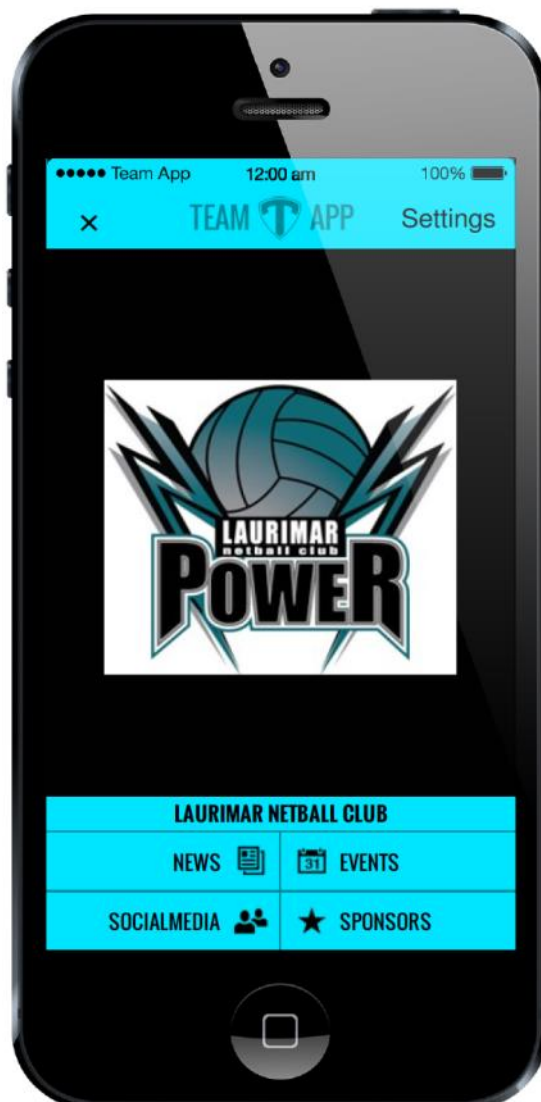 Team App 12:00 am 100%
× TEAM T APP Settings
LAURIMAR
netball club
POWER
LAURIMAR NETBALL CLUB
NEWS 31 EVENTS
SOCIALMEDIA SPONSORS